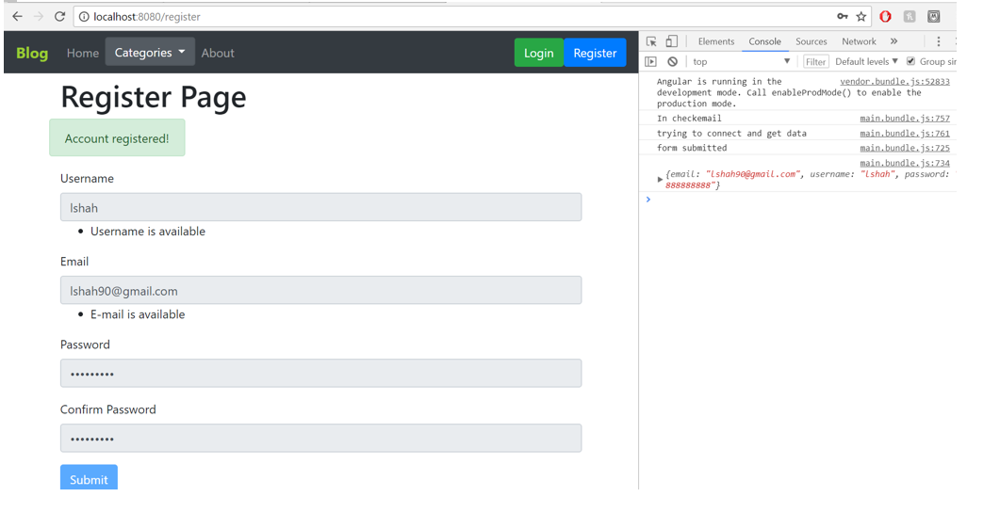 localhost:8080/register
Blog Home Categories About Login Register
Register Page
Account registered!
Username
lshah
Username is available
Email
lshah90@gmail.com
E-mail is available
Password
•••••••••
Confirm Password
•••••••••
Submit
Elements Console Sources Network »
top Filter Default levels Group sir
Angular is running in the vendor.bundle.js:52833
development mode. Call enableProdMode() to enable the
production mode.
In checkemail main.bundle.js:757
trying to connect and get data main.bundle.js:761
form submitted main.bundle.js:725
main.bundle.js:734
{email: "lshah90@gmail.com", username: "lshah", password: "
888888888"}